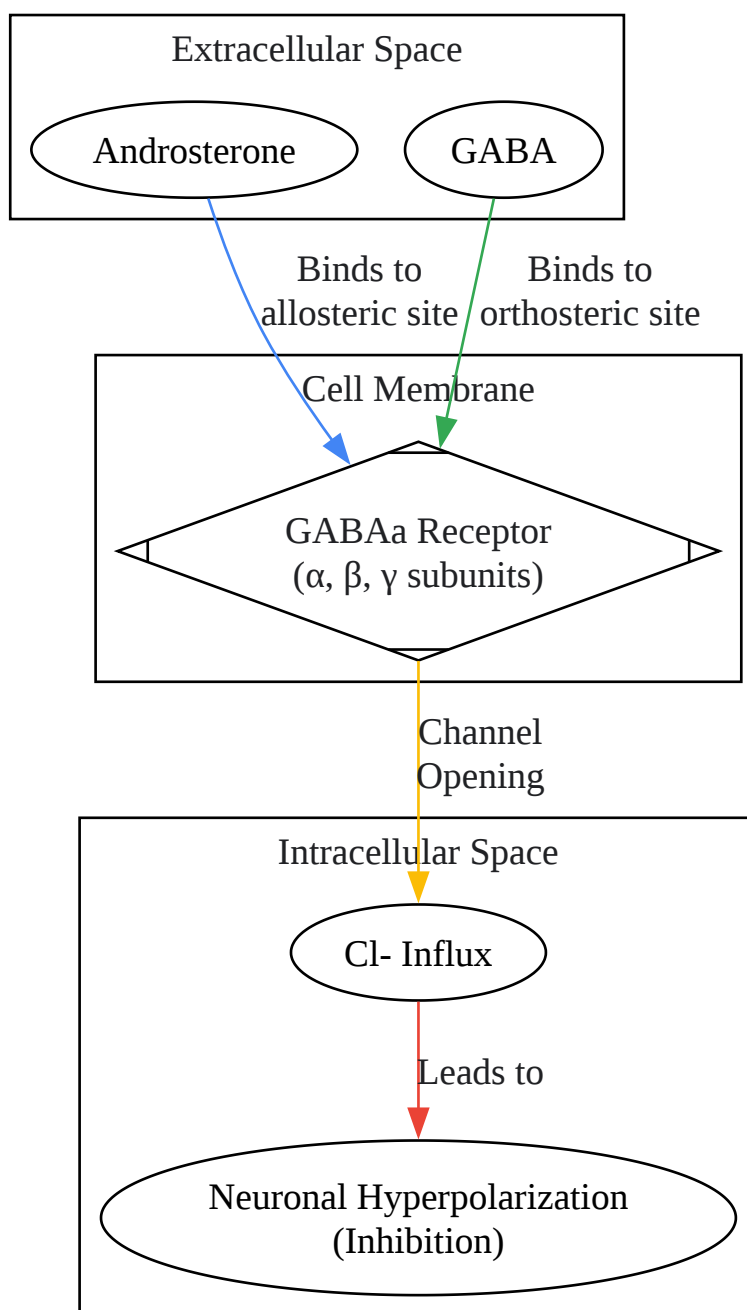 Extracellular Space
Androsterone
GABA
Binds to
allosteric site
Binds to
orthosteric site
Cell Membrane
GABAa Receptor
(α, β, γ subunits)
Channel
Opening
Intracellular Space
Cl- Influx
Leads to
Neuronal Hyperpolarization
(Inhibition)